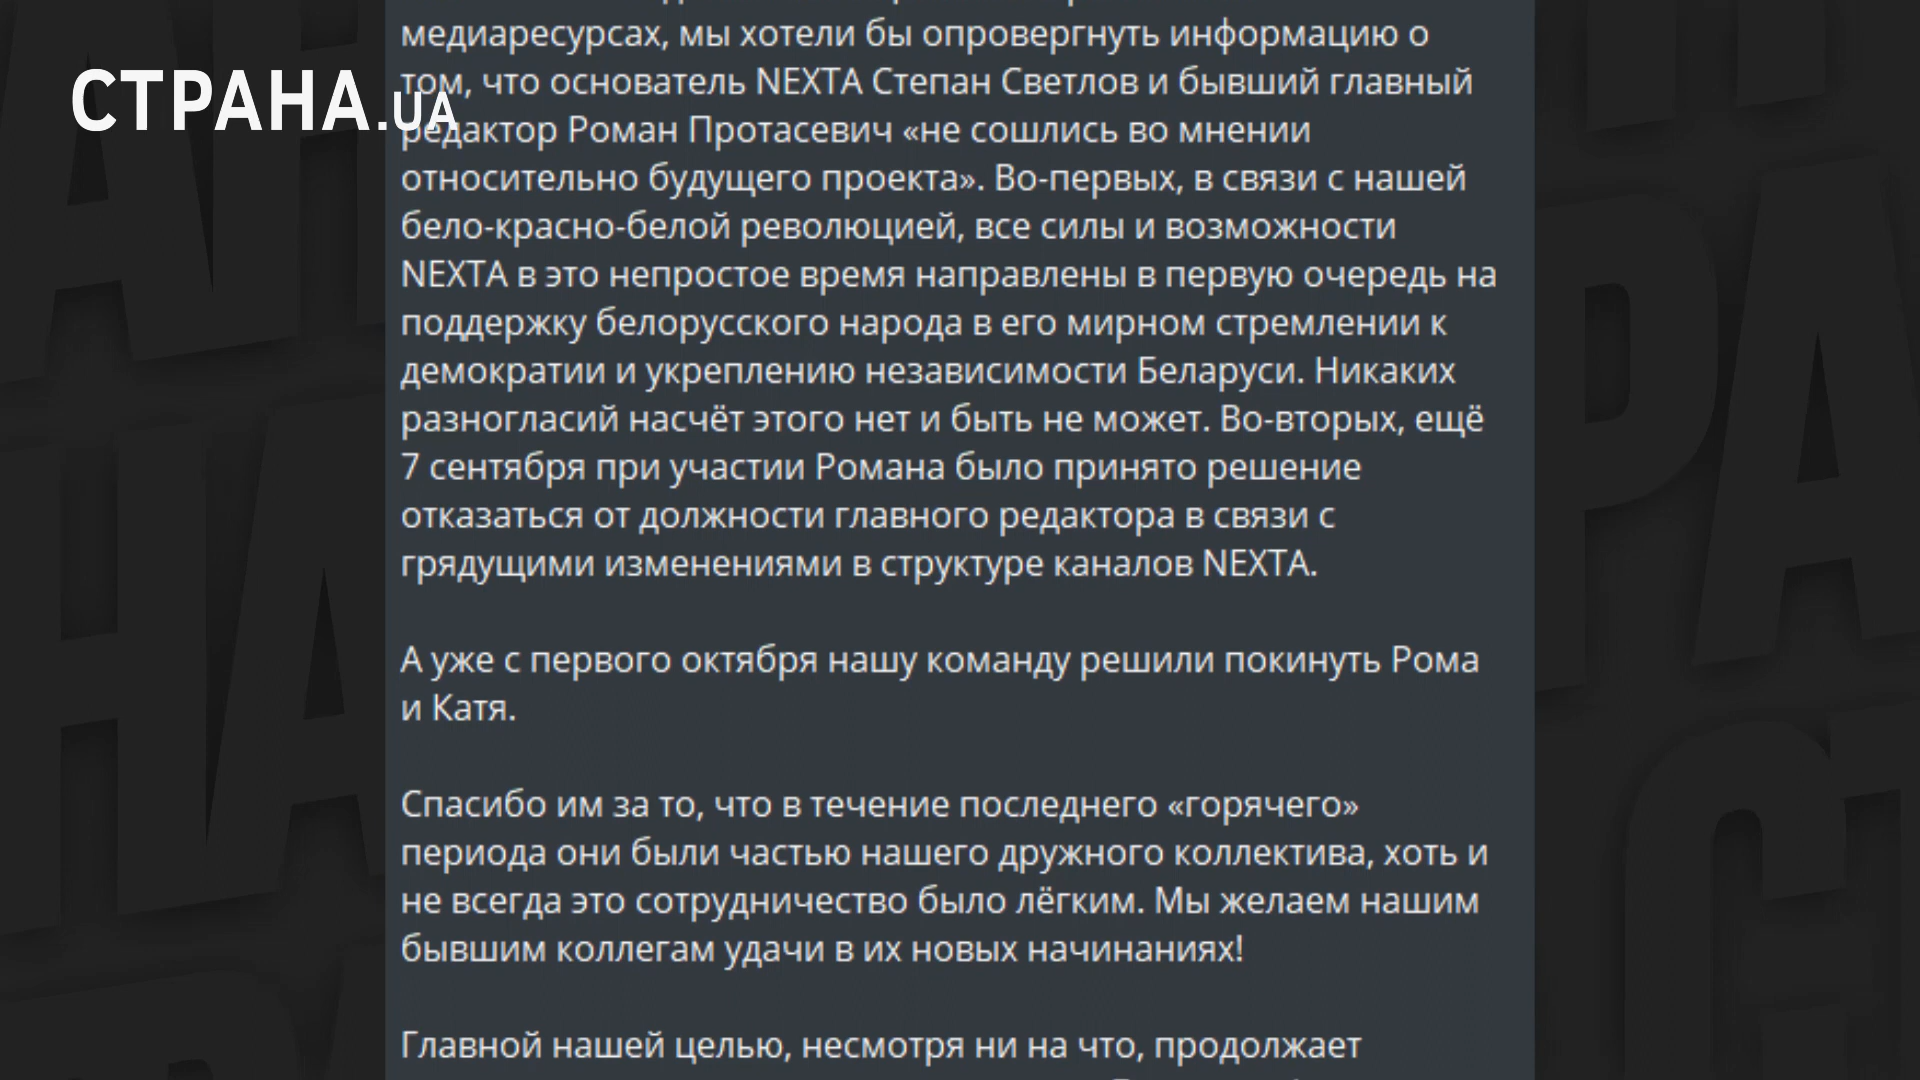 СТРАНА.UA
медиаресурсах, мы хотели бы опровергнуть информацию о
том, что основатель NEXTA Степан Светлов и бывший главный
редактор Роман Протасевич «не сошлись во мнении
относительно будущего проекта». Во-первых, в связи с нашей
бело-красно-белой революцией, все силы и возможности
NEXTA в это непростое время направлены в первую очередь на
поддержку белорусского народа в его мирном стремлении к
демократии и укреплению независимости Беларуси. Никаких
разногласий насчёт этого нет и быть не может. Во-вторых, ещё
7 сентября при участии Романа было принято решение
отказаться от должности главного редактора в связи с
грядущими изменениями в структуре каналов NEXTA.
А уже с первого октября нашу команду решили покинуть Рома
и Катя.
Спасибо им за то, что в течение последнего «горячего»
периода они были частью нашего дружного коллектива, хоть и
не всегда это сотрудничество было лёгким. Мы желаем нашим
бывшим коллегам удачи в их новых начинаниях!
Главной нашей целью, несмотря ни на что, продолжает